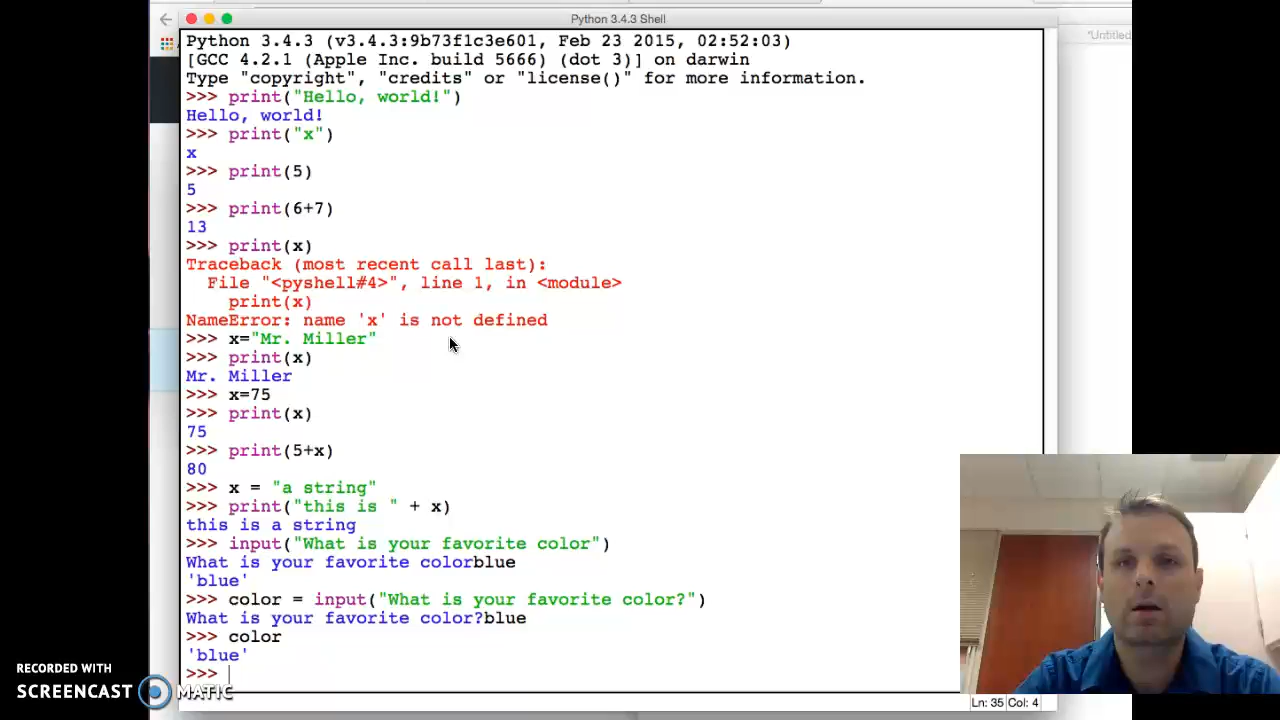 Python 3.4.3 Shell
*Untitled
Python 3.4.3 (v3.4.3:9b73f1c3e601, Feb 23 2015, 02:52:03)
[GCC 4.2.1 (Apple Inc. build 5666) (dot 3)] on darwin
Type "copyright", "credits" or "license()" for more information.
>>> print("Hello, world!")
Hello, world!
>>> print("x")
x
>>> print(5)
5
>>> print(6+7)
13
>>> print(x)
Traceback (most recent call last):
  File "<pyshell#4>", line 1, in <module>
    print(x)
NameError: name 'x' is not defined
>>> x="Mr. Miller"
>>> print(x)
Mr. Miller
>>> x=75
>>> print(x)
75
>>> print(5+x)
80
>>> x = "a string"
>>> print("this is " + x)
this is a string
>>> input("What is your favorite color")
What is your favorite colorblue
'blue'
>>> color = input("What is your favorite color?")
What is your favorite color?blue
>>> color
'blue'
>>>
Ln: 35 Col: 4
RECORDED WITH
SCREENCAST MATIC